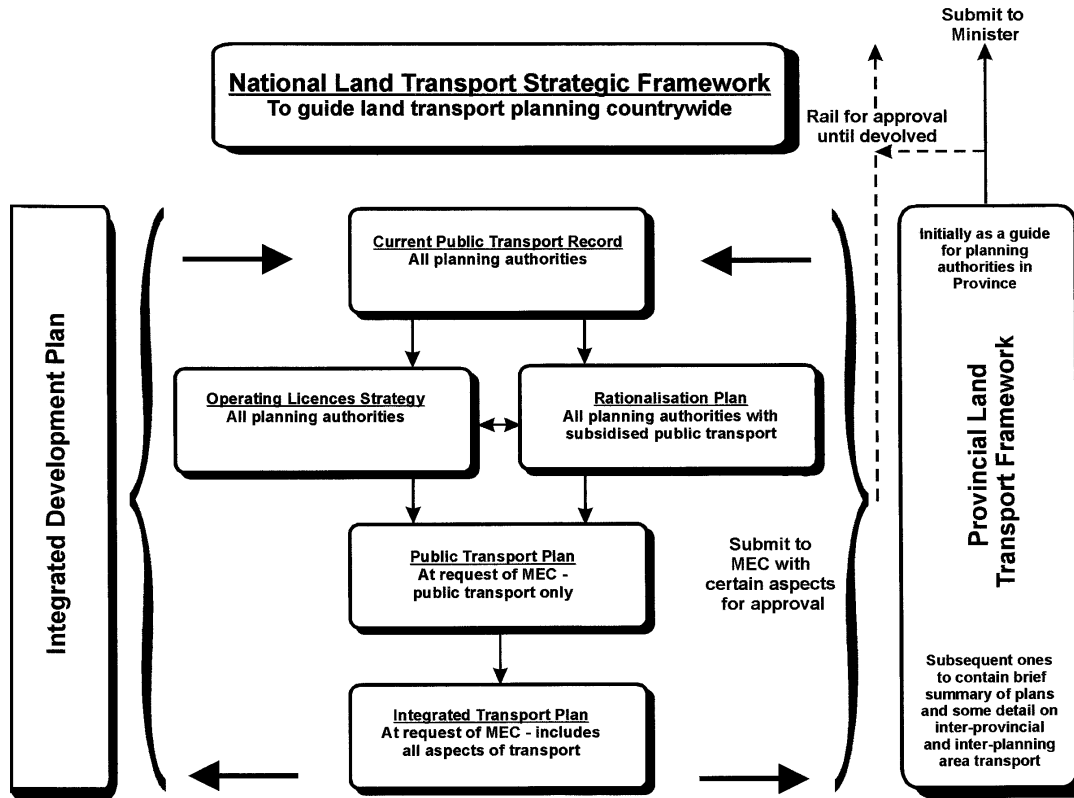 Submit to
Minister
National Land Transport Strategic Framework
To guide land transport planning countrywide
Rail for approval
until devolved
Integrated Development Plan
Current Public Transport Record
All planning authorities
Operating Licences Strategy
All planning authorities
Rationalisation Plan
All planning authorities with
subsidised public transport
Public Transport Plan
At request of MEC -
public transport only
Submit to
MEC with
certain aspects
for approval
Integrated Transport Plan
At request of MEC - includes
all aspects of transport
Initially as a guide
for planning
authorities in
Province
Provincial Land
Transport Framework
Subsequent ones
to contain brief
summary of plans
and some detail on
inter-provincial
and inter-planning
area transport